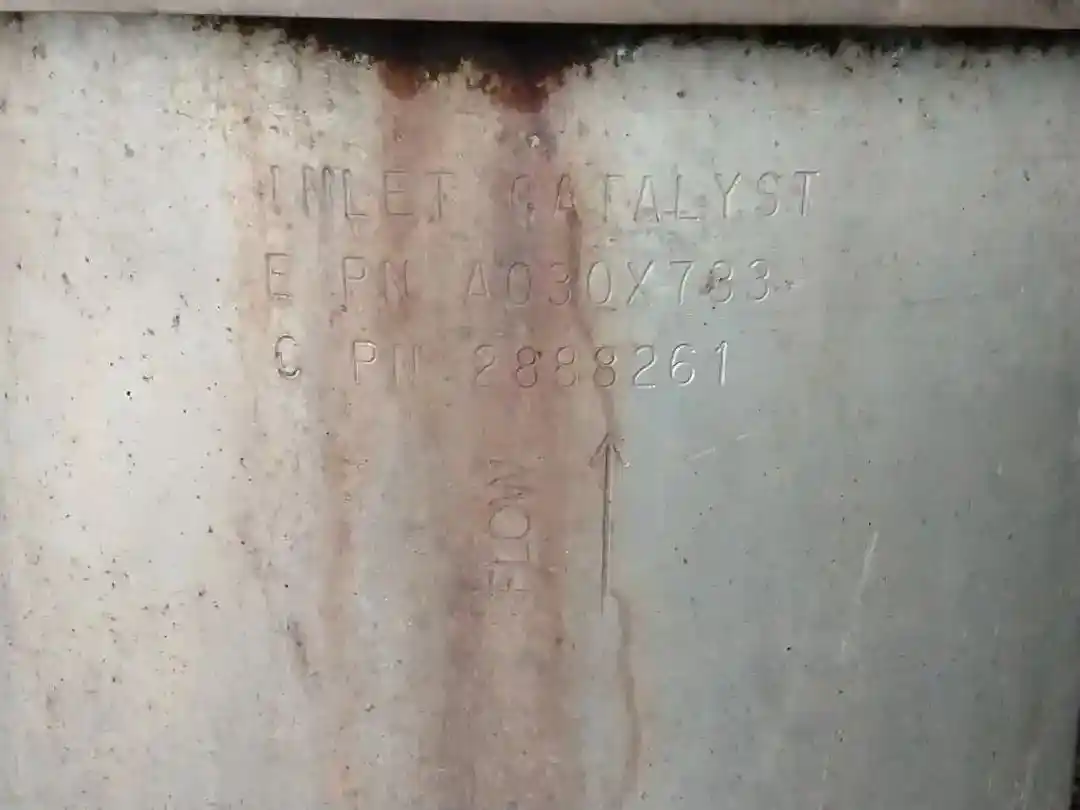 INLET CATALYST
E PN A030X783
C PN 2888261
FLOW